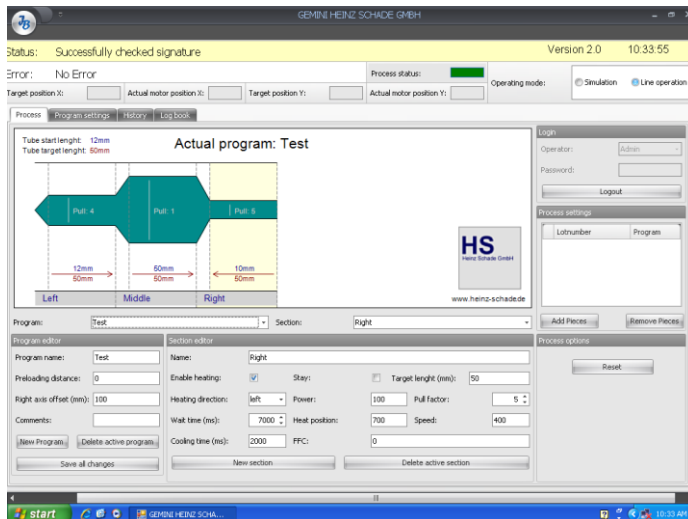 GEMINI HEINZ SCHADE GMBH
Status: Successfully checked signature Version 2.0 10:33:55
Error: No Error Process status:
Target position X: Actual motor position X: Target position Y: Actual motor position Y: Operating mode: Simulation Line operation
Process Program settings History Log book
Tube start lenght: 12mm
Tube target lenght: 50mm
Actual program: Test
Pull: 4 Pull: 1 Pull: 5
12mm 50mm 10mm
50mm 50mm 50mm
Left Middle Right
HS
Heinz Schade GmbH
www.heinz-schade.de
Login
Operator: Admin
Password:
Logout
Process settings
Lotnumber Program
Add Pieces Remove Pieces
Process options
Reset
Program: Test Section: Right
Program editor
Program name: Test
Preloading distance: 0
Right axis offset (mm): 100
Comments:
New Program Delete active program
Save all changes
Section editor
Name: Right
Enable heating: Stay: Target lenght (mm): 50
Heating direction: left Power: 100 Pull factor: 5
Wait time (ms): 7000 Heat position: 700 Speed: 400
Cooling time (ms): 2000 FFC: 0
New section Delete active section
start GEMINI HEINZ SCHA... 10:33 AM